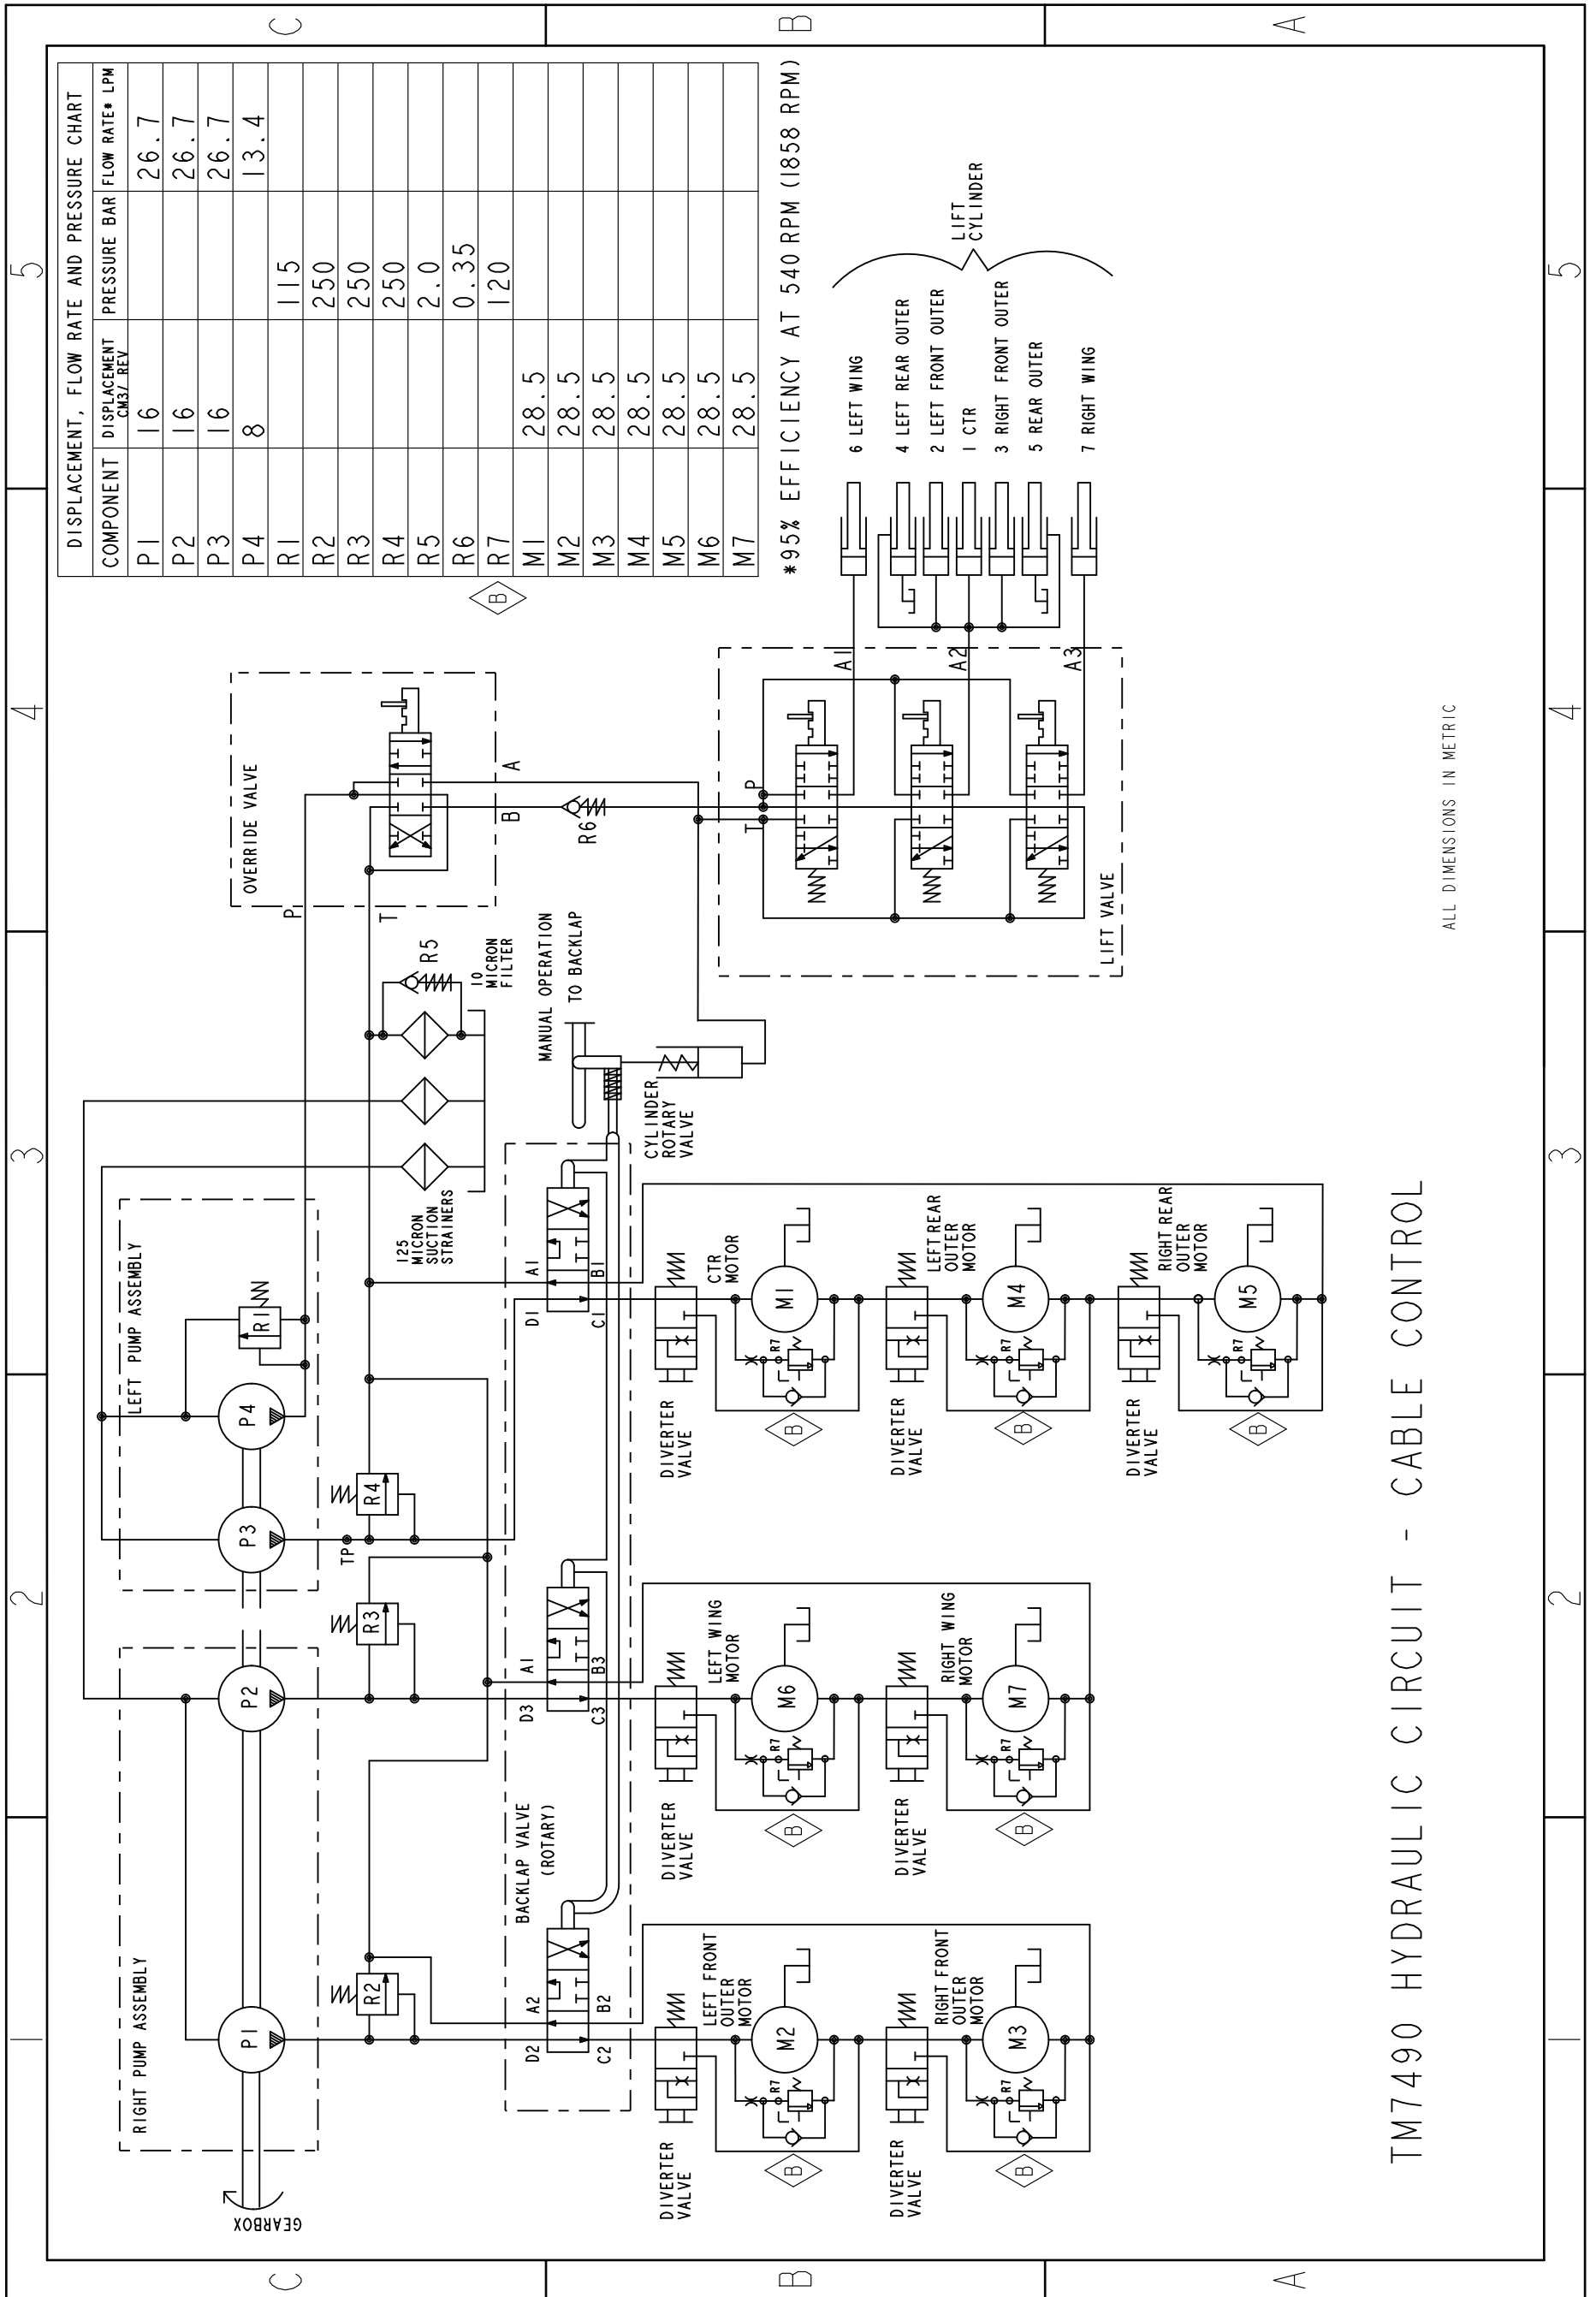 5
4
3
2
1
C
B
A
DISPLACEMENT, FLOW RATE AND PRESSURE CHART
COMPONENT DISPLACEMENT CM3/ REV PRESSURE BAR FLOW RATE* LPM
P1 16 26.7
P2 16 26.7
P3 16 26.7
P4 8 13.4
R1 115
R2 250
R3 250
R4 250
R5 2.0
R6 0.35
R7 120
M1 28.5
M2 28.5
M3 28.5
M4 28.5
M5 28.5
M6 28.5
M7 28.5
B
*95% EFFICIENCY AT 540 RPM (1858 RPM)
RIGHT PUMP ASSEMBLY
LEFT PUMP ASSEMBLY
GEARBOX
P1
P2
P3
P4
R1
R2
R3
R4
TP
125
MICRON
SUCTION
STRAINERS
R5
10
MICRON
FILTER
OVERRIDE VALVE
P
T
A
B
R6
MANUAL OPERATION
TO BACKLAP
CYLINDER
ROTARY
VALVE
BACKLAP VALVE
(ROTARY)
D2
A2
C2
B2
D3
A1
C3
B3
D1
A1
C1
B1
LIFT VALVE
T
P
A1
A2
A3
6 LEFT WING
4 LEFT REAR OUTER
2 LEFT FRONT OUTER
1 CTR
3 RIGHT FRONT OUTER
5 REAR OUTER
7 RIGHT WING
LIFT
CYLINDER
DIVERTER
VALVE
LEFT FRONT
OUTER
MOTOR
M2
R7
B
DIVERTER
VALVE
RIGHT FRONT
OUTER
MOTOR
M3
R7
B
DIVERTER
VALVE
LEFT WING
MOTOR
M6
R7
B
DIVERTER
VALVE
RIGHT WING
MOTOR
M7
R7
B
DIVERTER
VALVE
CTR
MOTOR
M1
R7
B
DIVERTER
VALVE
LEFT REAR
OUTER
MOTOR
M4
R7
B
DIVERTER
VALVE
RIGHT REAR
OUTER
MOTOR
M5
R7
B
TM7490 HYDRAULIC CIRCUIT - CABLE CONTROL
ALL DIMENSIONS IN METRIC
1
2
3
4
5
C
B
A